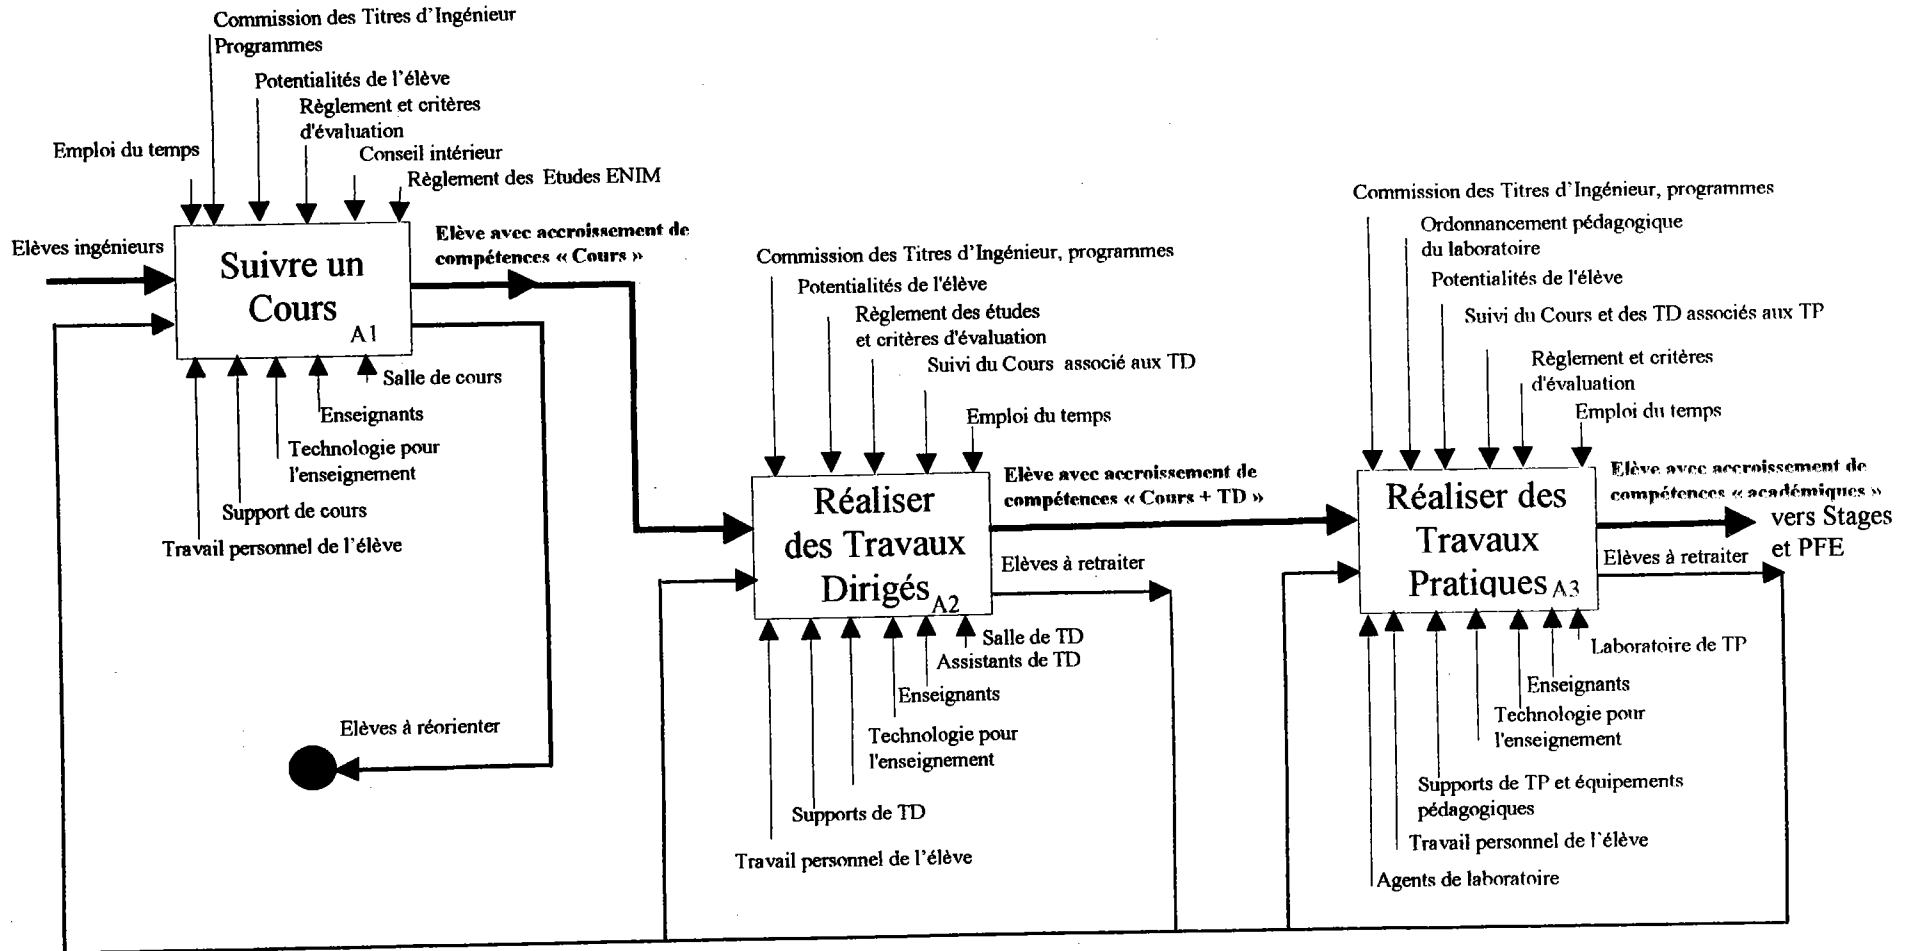 Commission des Titres d'Ingénieur
Programmes
Potentialités de l'élève
Règlement et critères
d'évaluation
Emploi du temps
Conseil intérieur
Règlement des Etudes ENIM
Elèves ingénieurs
Suivre un
Cours
A1
Elève avec accroissement de
compétences « Cours »
Salle de cours
Enseignants
Technologie pour
l'enseignement
Support de cours
Travail personnel de l'élève
Elèves à réorienter
Commission des Titres d'Ingénieur, programmes
Potentialités de l'élève
Règlement des études
et critères d'évaluation
Suivi du Cours associé aux TD
Emploi du temps
Réaliser
des Travaux
Dirigés
A2
Elève avec accroissement de
compétences « Cours + TD »
Elèves à retraiter
Salle de TD
Assistants de TD
Enseignants
Technologie pour
l'enseignement
Supports de TD
Travail personnel de l'élève
Commission des Titres d'Ingénieur, programmes
Ordonnancement pédagogique
du laboratoire
Potentialités de l'élève
Suivi du Cours et des TD associés aux TP
Règlement et critères
d'évaluation
Emploi du temps
Réaliser des
Travaux
Pratiques
A3
Elève avec accroissement de
compétences « académiques »
vers Stages
et PFE
Elèves à retraiter
Laboratoire de TP
Enseignants
Technologie pour
l'enseignement
Supports de TP et équipements
pédagogiques
Travail personnel de l'élève
Agents de laboratoire